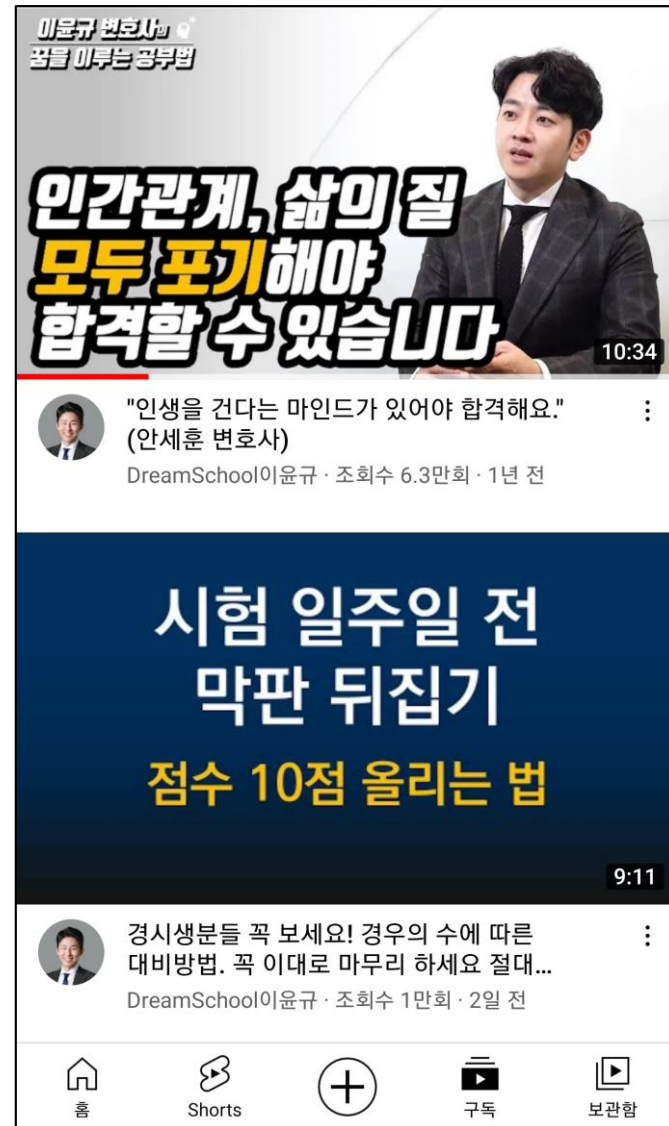 이윤규 변호사의
꿈을 이루는 공부법
인간관계, 삶의 질
모두 포기해야
합격할 수 있습니다
10:34
"인생을 건다는 마인드가 있어야 합격해요."
(안세훈 변호사)
DreamSchool이윤규 · 조회수 6.3만회 · 1년 전
시험 일주일 전
막판 뒤집기
점수 10점 올리는 법
9:11
경시생분들 꼭 보세요! 경우의 수에 따른
대비방법. 꼭 이대로 마무리 하세요 절대...
DreamSchool이윤규 · 조회수 1만회 · 2일 전
홈
Shorts
구독
보관함